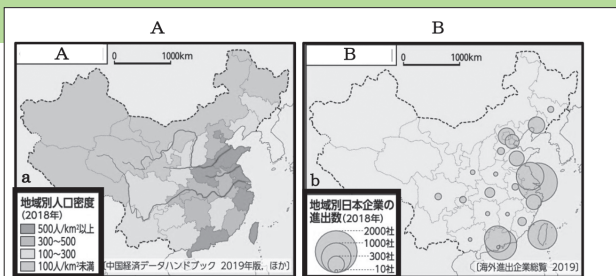 A
B
A
0 1000km
B
0 1000km
a
地域別人口密度
(2018年)
500人/km²以上
300~500
100~300
100人/km²未満
[中国経済データハンドブック 2019年版, ほか]
b
地域別日本企業の
進出数(2018年)
2000社
1000社
300社
10社
[海外進出企業総覧 2019]